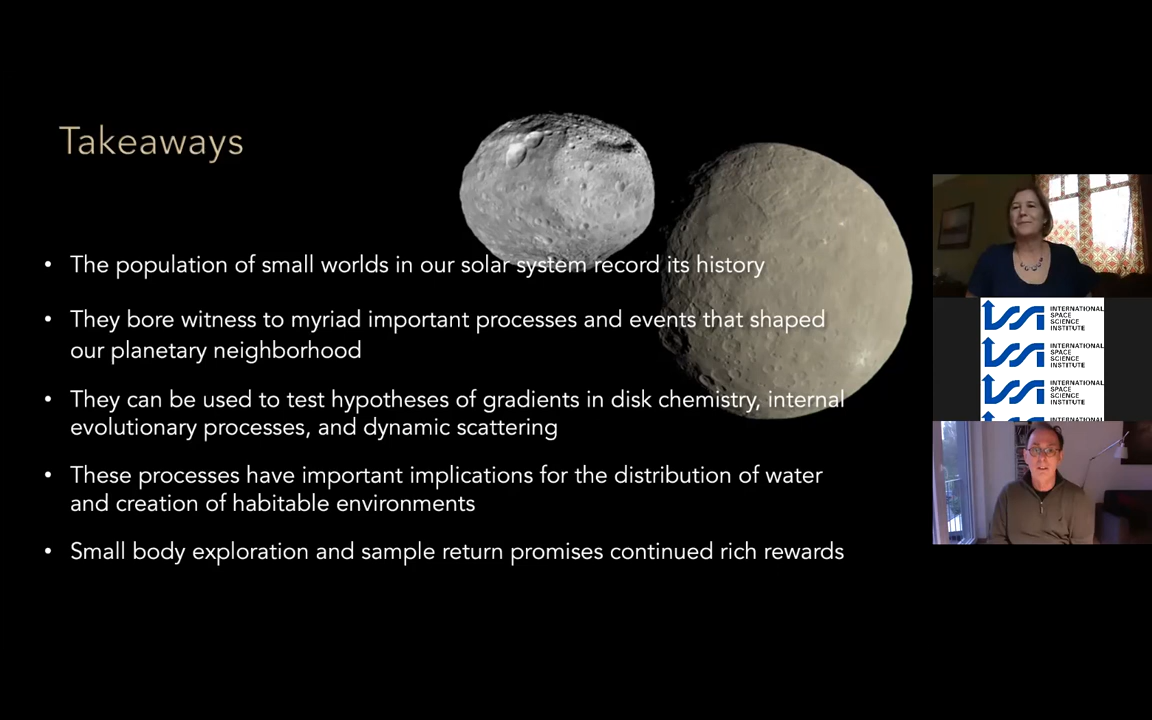 Takeaways
• The population of small worlds in our solar system record its history
• They bore witness to myriad important processes and events that shaped
our planetary neighborhood
• They can be used to test hypotheses of gradients in disk chemistry, internal
evolutionary processes, and dynamic scattering
• These processes have important implications for the distribution of water
and creation of habitable environments
• Small body exploration and sample return promises continued rich rewards
INTERNATIONAL
SPACE
SCIENCE
INSTITUTE
INTERNATIONAL
SPACE
SCIENCE
INSTITUTE
INTERNATIONAL
SPACE
SCIENCE
INSTITUTE
INTERNATIONAL